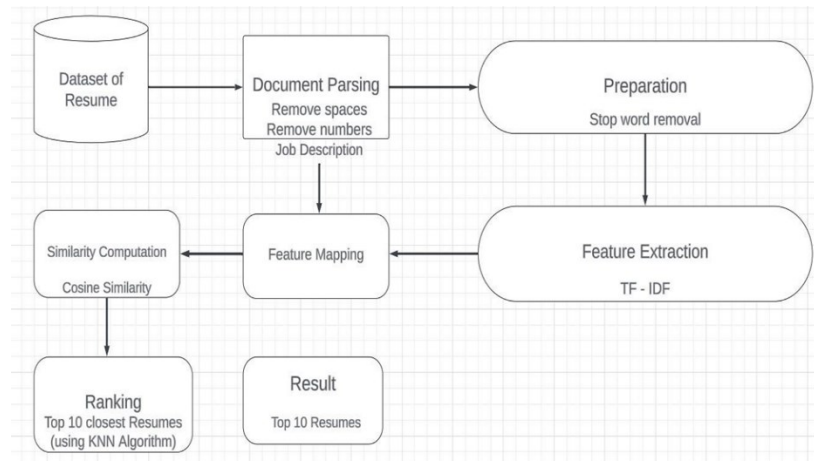 Dataset of
Resume
Document Parsing
Remove spaces
Remove numbers
Job Description
Preparation
Stop word removal
Similarity Computation
Cosine Similarity
Feature Mapping
Feature Extraction
TF - IDF
Ranking
Top 10 closest Resumes
(using KNN Algorithm)
Result
Top 10 Resumes